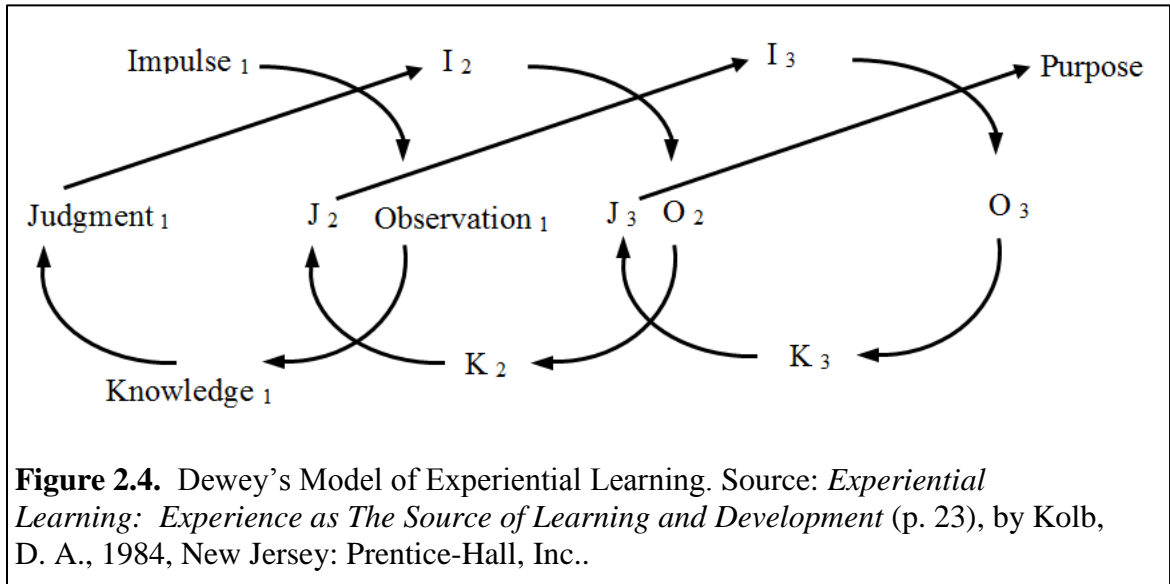 Impulse 1 I 2 I 3 Purpose
Judgment 1 J 2 Observation 1 J 3 O 2 O 3
Knowledge 1 K 2 K 3
Figure 2.4. Dewey’s Model of Experiential Learning. Source: Experiential
Learning: Experience as The Source of Learning and Development (p. 23), by Kolb,
D. A., 1984, New Jersey: Prentice-Hall, Inc..